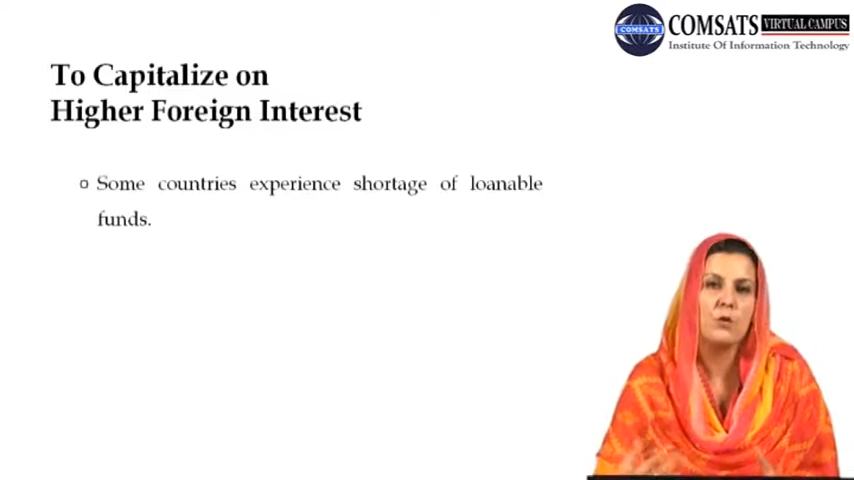 COMSATS VIRTUAL CAMPUS
COMSATS
Institute Of Information Technology
To Capitalize on
Higher Foreign Interest
Some countries experience shortage of loanable
funds.